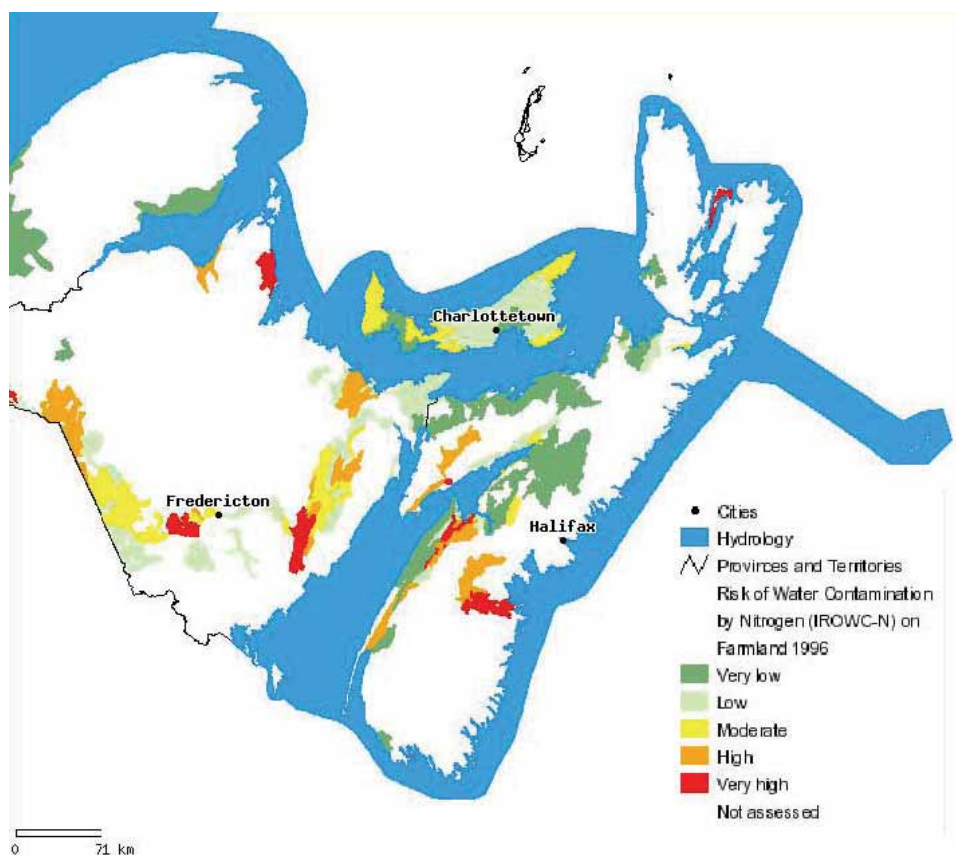 Charlottetown
Fredericton
Halifax
Cities
Hydrology
Provinces and Territories
Risk of Water Contamination
by Nitrogen (IROWC-N) on
Farmland 1996
Very low
Low
Moderate
High
Very high
Not assessed
0 71 km